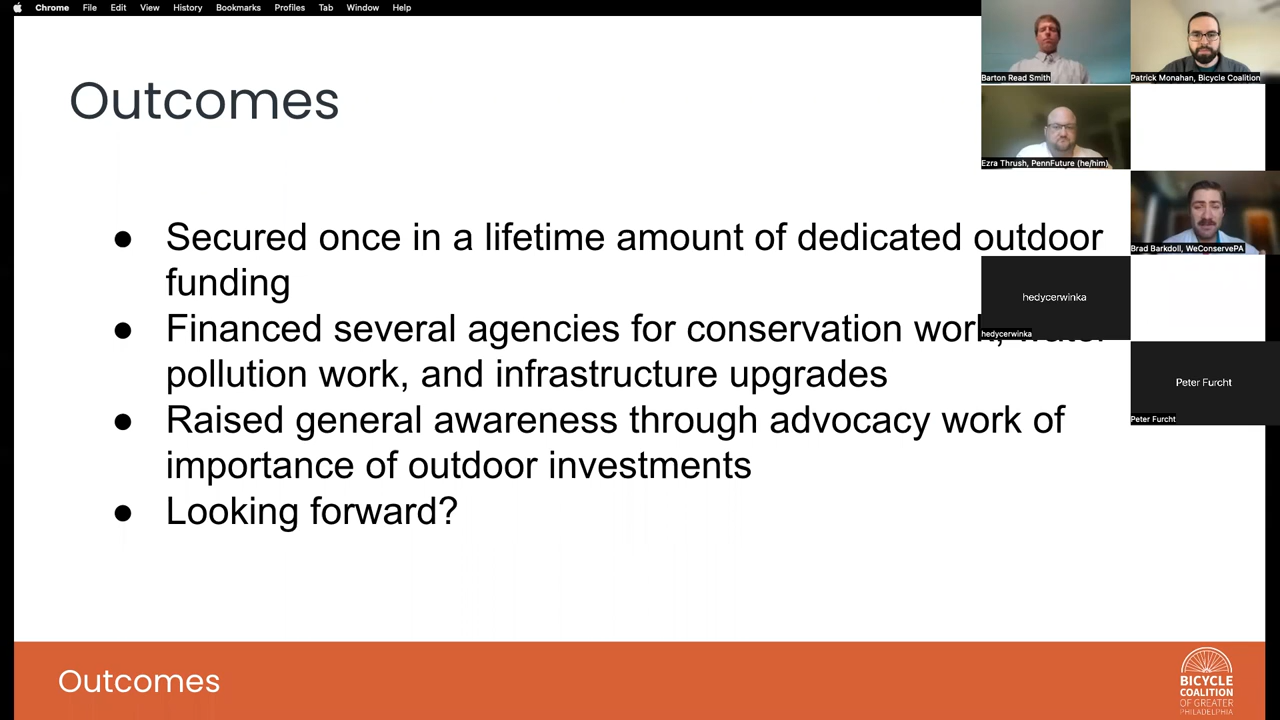 Chrome File Edit View History Bookmarks Profiles Tab Window Help
Outcomes
Barton Read Smith
Patrick Monahan, Bicycle Coalition
Ezra Thrush, PennFuture (he/him)
Brad Barkdoll, WeConservePA
hedycerwinka
hedycerwinka
Peter Furcht
Peter Furcht
● Secured once in a lifetime amount of dedicated outdoor
funding
● Financed several agencies for conservation work,
pollution work, and infrastructure upgrades
● Raised general awareness through advocacy work of
importance of outdoor investments
● Looking forward?
Outcomes
BICYCLE
COALITION
OF GREATER
PHILADELPHIA